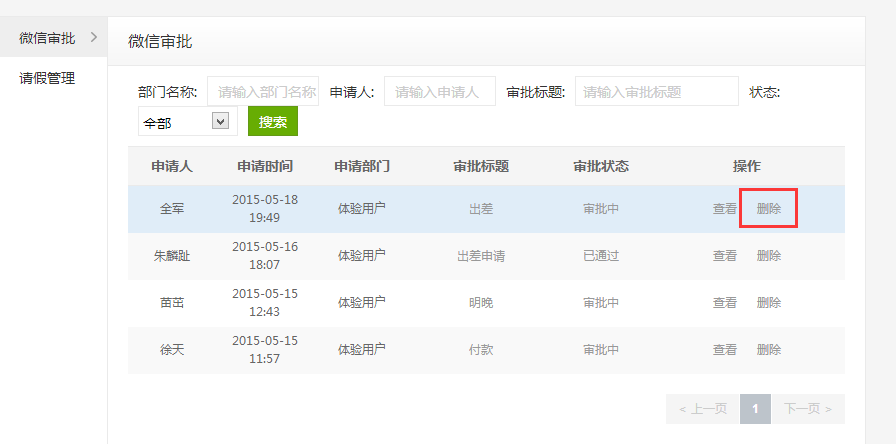 微信审批
请假管理
微信审批
部门名称: 请输入部门名称 申请人: 请输入申请人 审批标题: 请输入审批标题 状态:
全部 搜索
申请人 申请时间 申请部门 审批标题 审批状态 操作
全军 2015-05-18 19:49 体验用户 出差 审批中 查看 删除
朱麟趾 2015-05-16 18:07 体验用户 出差申请 已通过 查看 删除
苗茁 2015-05-15 12:43 体验用户 明晚 审批中 查看 删除
徐天 2015-05-15 11:57 体验用户 付款 审批中 查看 删除
< 上一页 1 下一页 >